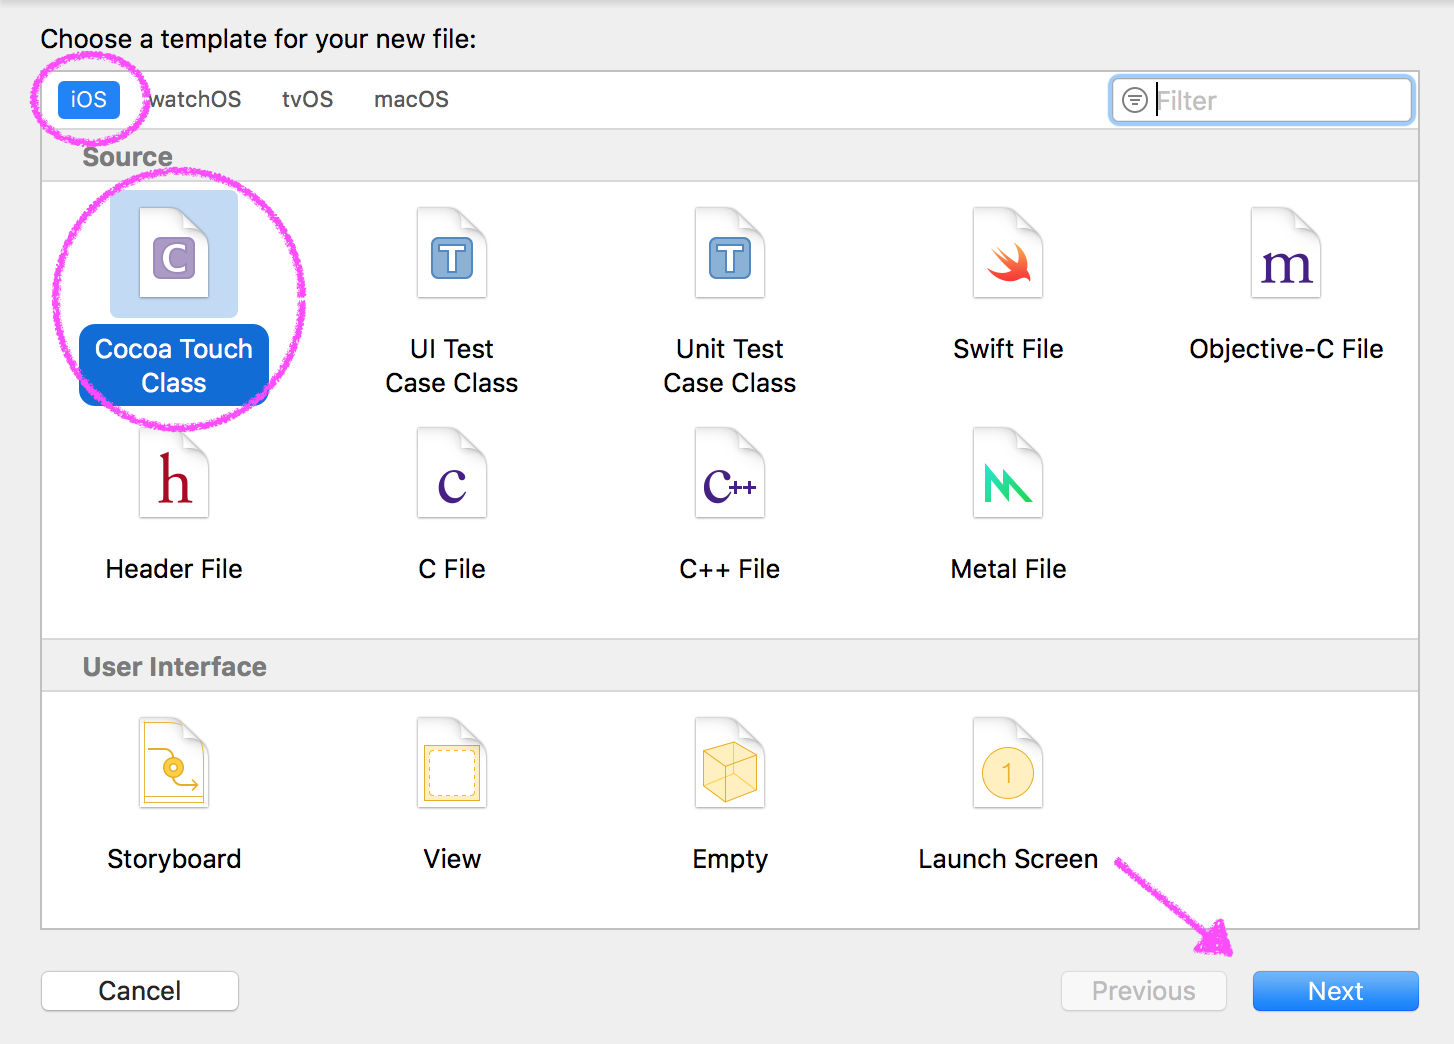 Choose a template for your new file:
iOS watchOS tvOS macOS Filter
Source
C T T m
Cocoa Touch Class
UI Test Case Class
Unit Test Case Class
Swift File
Objective-C File
h c c++
Header File C File C++ File Metal File
User Interface
1
Storyboard View Empty Launch Screen
Cancel Previous Next